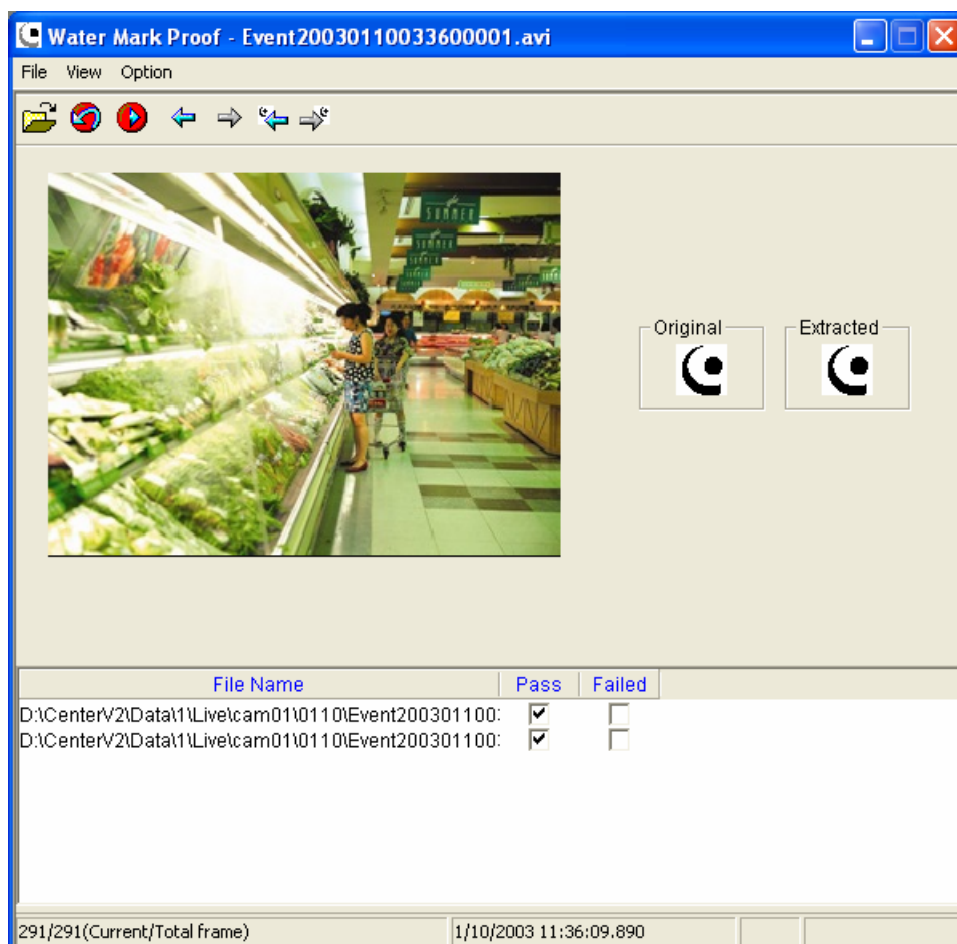 Water Mark Proof - Event20030110033600001.avi
File View Option
SUMMER
SUMMER
Original
Extracted
File Name Pass Failed
D:\CenterV2\Data\1\Live\cam01\0110\Event200301100:
D:\CenterV2\Data\1\Live\cam01\0110\Event200301100:
291/291(Current/Total frame)
1/10/2003 11:36:09.890